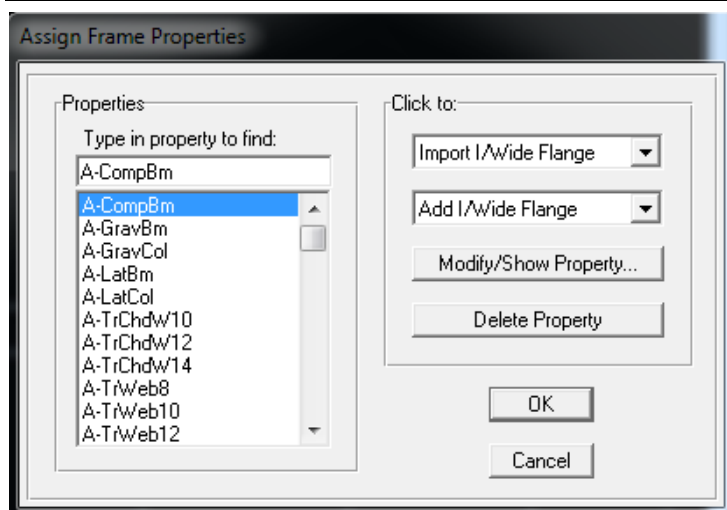 Assign Frame Properties
Properties
Type in property to find:
A-CompBm
A-CompBm
A-GravBm
A-GravCol
A-LatBm
A-LatCol
A-TrChdW10
A-TrChdW12
A-TrChdW14
A-TrWeb8
A-TrWeb10
A-TrWeb12
Click to:
Import I/Wide Flange
Add I/Wide Flange
Modify/Show Property...
Delete Property
OK
Cancel